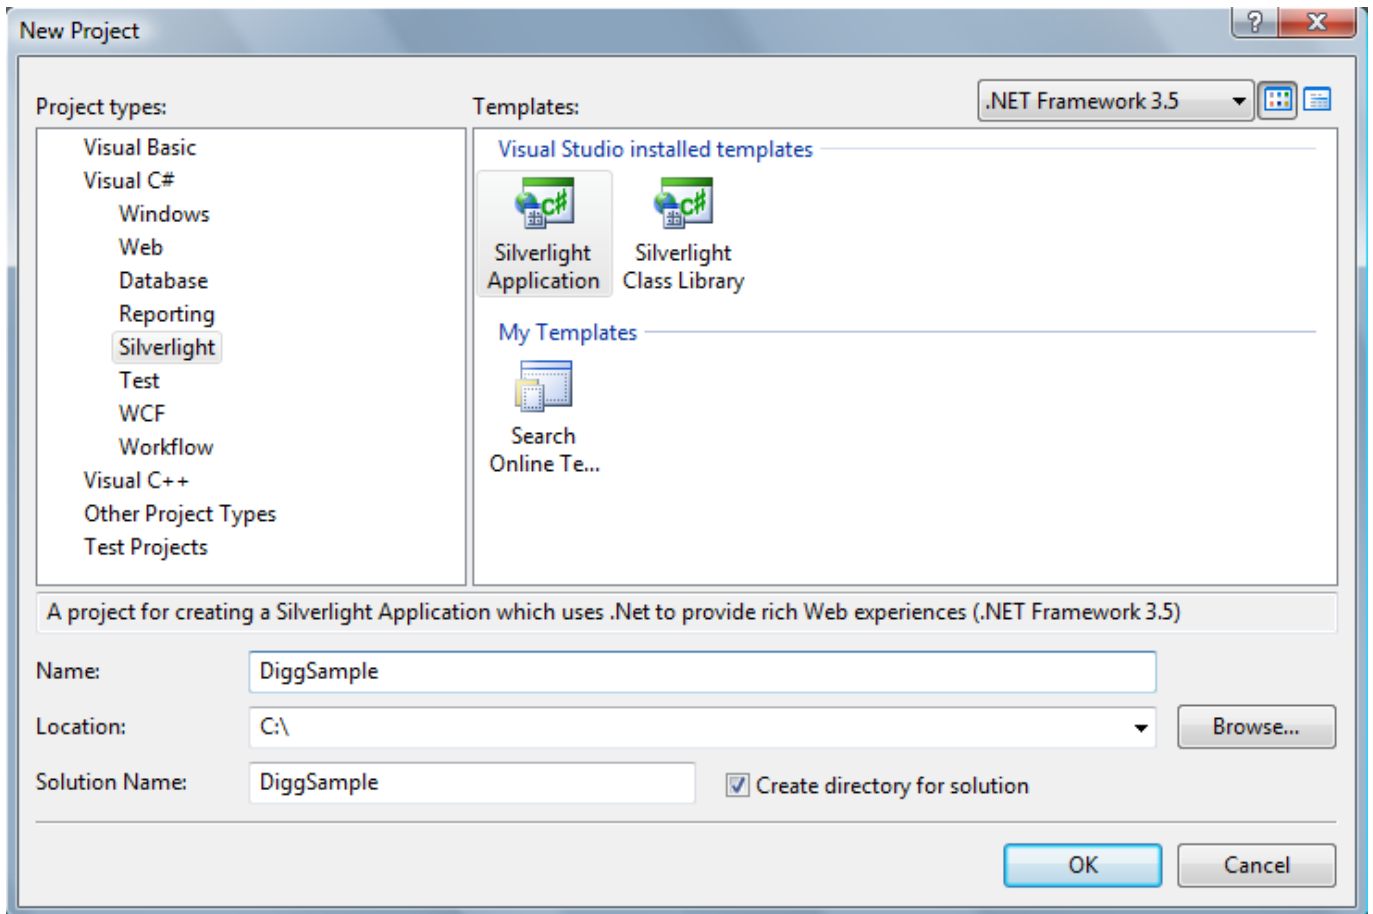 New Project
Project types:
Templates:
.NET Framework 3.5
Visual Basic
Visual C#
Windows
Web
Database
Reporting
Silverlight
Test
WCF
Workflow
Visual C++
Other Project Types
Test Projects
Visual Studio installed templates
C#
Silverlight
Application
C#
Silverlight
Class Library
My Templates
Search
Online Te...
A project for creating a Silverlight Application which uses .Net to provide rich Web experiences (.NET Framework 3.5)
Name:
DiggSample
Location:
C:\
Browse...
Solution Name:
DiggSample
Create directory for solution
OK
Cancel